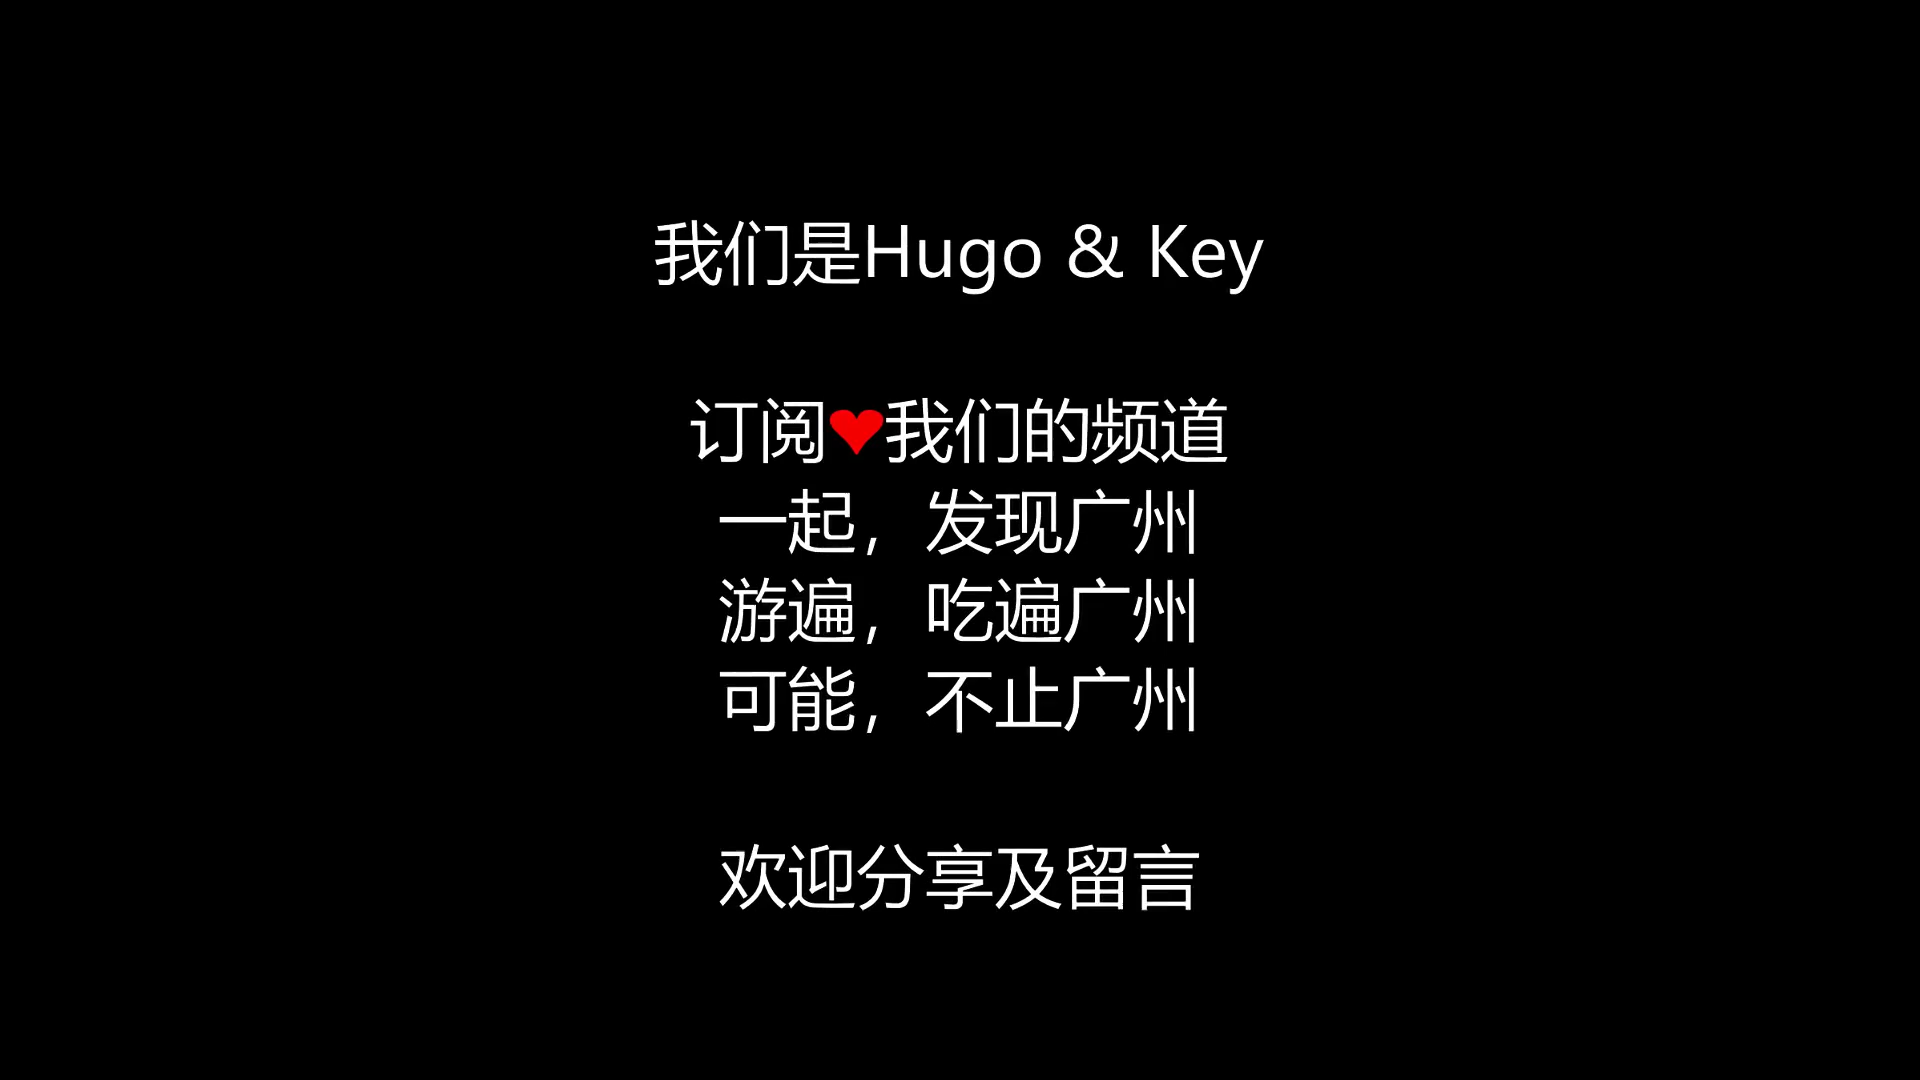 我们是Hugo & Key
订阅❤我们的频道
一起，发现广州
游遍，吃遍广州
可能，不止广州
欢迎分享及留言